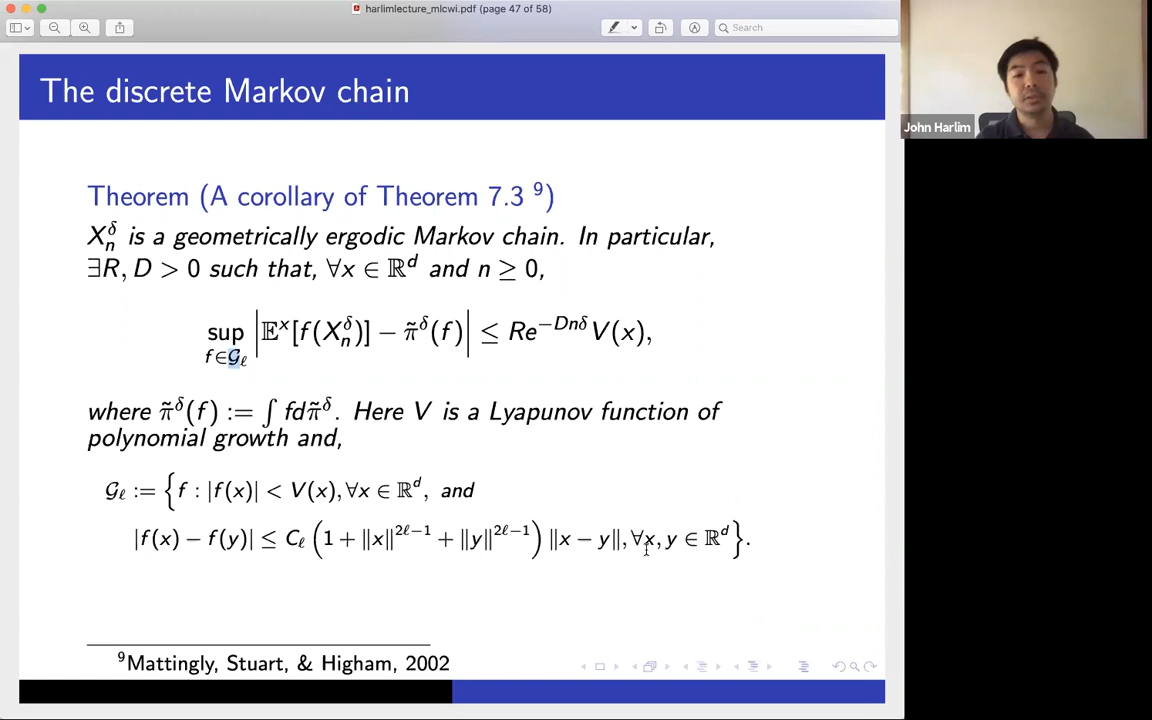 harlimlecture_mlcwi.pdf (page 47 of 58)
Search
The discrete Markov chain
John Harlim
Theorem (A corollary of Theorem 7.3 ⁹)
X_n^δ is a geometrically ergodic Markov chain. In particular,
∃R, D > 0 such that, ∀x ∈ ℝ^d and n ≥ 0,
sup_{f∈𝒢_ℓ} |𝔼^x[f(X_n^δ)] − π̃^δ(f)| ≤ Re^{−Dnδ}V(x),
where π̃^δ(f) := ∫ fdπ̃^δ. Here V is a Lyapunov function of
polynomial growth and,
𝒢_ℓ := {f : |f(x)| < V(x), ∀x ∈ ℝ^d, and
|f(x) − f(y)| ≤ C_ℓ (1 + ‖x‖^{2ℓ−1} + ‖y‖^{2ℓ−1}) ‖x − y‖, ∀x, y ∈ ℝ^d}.
⁹Mattingly, Stuart, & Higham, 2002